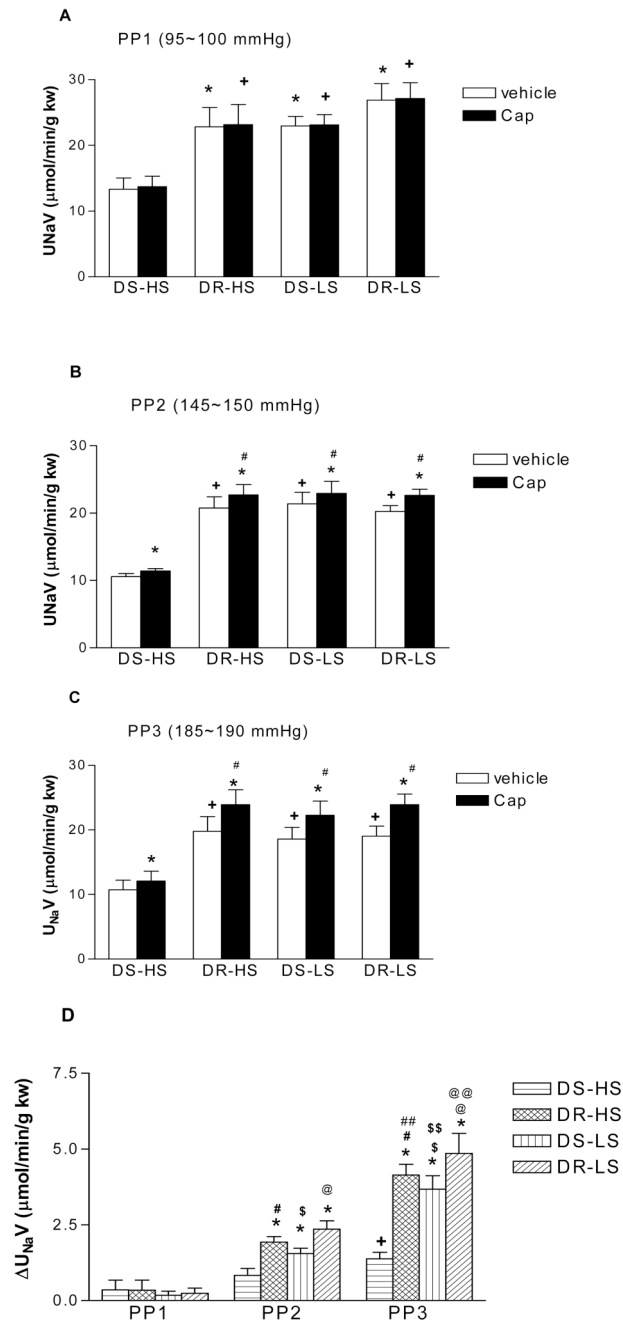 A
PP1 (95~100 mmHg)
30
20
10
0
UNaV (μmol/min/g kw)
* + * + * +
DS-HS DR-HS DS-LS DR-LS
vehicle
Cap
B
PP2 (145~150 mmHg)
30
20
10
0
UNaV (μmol/min/g kw)
# # #
* + * + * + *
DS-HS DR-HS DS-LS DR-LS
vehicle
Cap
C
PP3 (185~190 mmHg)
30
20
10
0
UNaV (μmol/min/g kw)
# # #
* + * + * + *
DS-HS DR-HS DS-LS DR-LS
vehicle
Cap
D
7.5
5.0
2.5
0.0
ΔUNaV (μmol/min/g kw)
# $ @
* * *
## $$ @@
# $ @
+ * * *
PP1 PP2 PP3
DS-HS
DR-HS
DS-LS
DR-LS